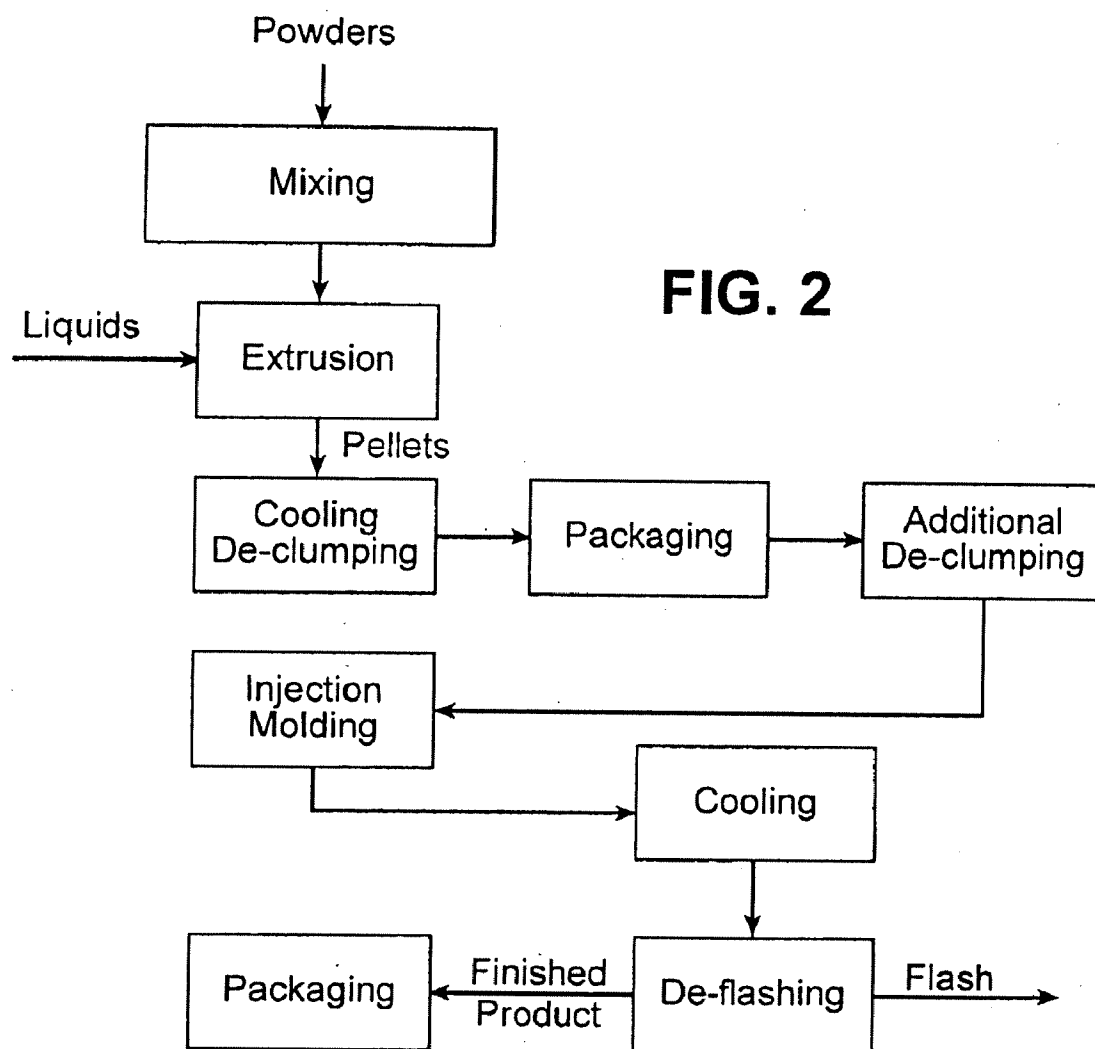 Powders
Mixing
FIG. 2
Liquids
Extrusion
Pellets
Cooling
De-clumping
Packaging
Additional
De-clumping
Injection
Molding
Cooling
Packaging
Finished
Product
De-flashing
Flash